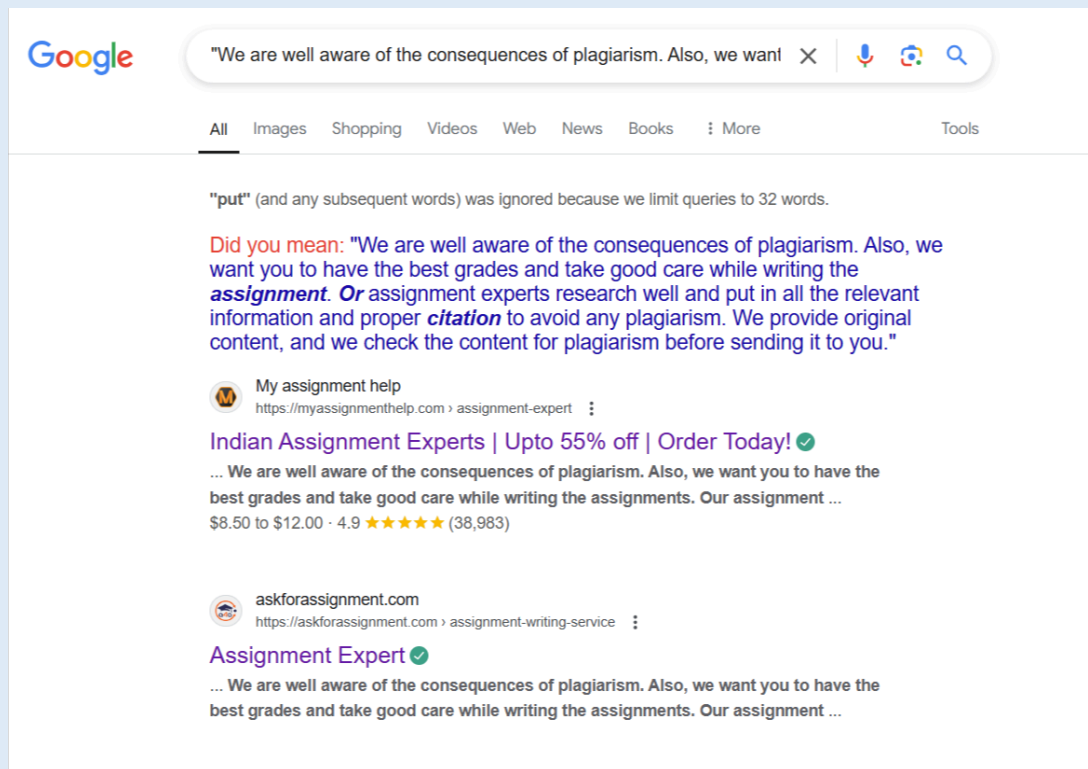 Google
"We are well aware of the consequences of plagiarism. Also, we want
All Images Shopping Videos Web News Books More Tools
"put" (and any subsequent words) was ignored because we limit queries to 32 words.
Did you mean: "We are well aware of the consequences of plagiarism. Also, we
want you to have the best grades and take good care while writing the
assignment. Or assignment experts research well and put in all the relevant
information and proper citation to avoid any plagiarism. We provide original
content, and we check the content for plagiarism before sending it to you."
M
My assignment help
https://myassignmenthelp.com › assignment-expert
Indian Assignment Experts | Upto 55% off | Order Today!
... We are well aware of the consequences of plagiarism. Also, we want you to have the
best grades and take good care while writing the assignments. Our assignment ...
$8.50 to $12.00 · 4.9 ★★★★★ (38,983)
askforassignment.com
https://askforassignment.com › assignment-writing-service
Assignment Expert
... We are well aware of the consequences of plagiarism. Also, we want you to have the
best grades and take good care while writing the assignments. Our assignment ...